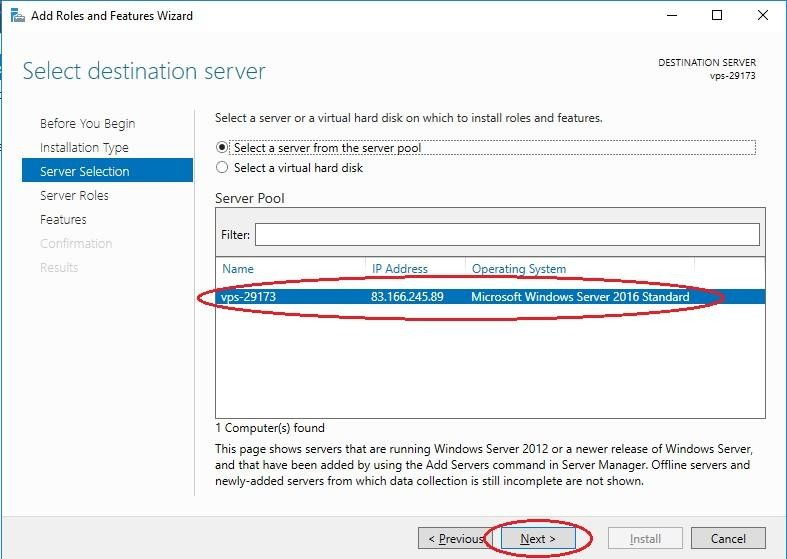 Add Roles and Features Wizard
Select destination server
DESTINATION SERVER
vps-29173
Before You Begin
Installation Type
Server Selection
Server Roles
Features
Confirmation
Results
Select a server or a virtual hard disk on which to install roles and features.
Select a server from the server pool
Select a virtual hard disk
Server Pool
Filter:
Name IP Address Operating System
vps-29173 83.166.245.89 Microsoft Windows Server 2016 Standard
1 Computer(s) found
This page shows servers that are running Windows Server 2012 or a newer release of Windows Server,
and that have been added by using the Add Servers command in Server Manager. Offline servers and
newly-added servers from which data collection is still incomplete are not shown.
< Previous Next > Install Cancel